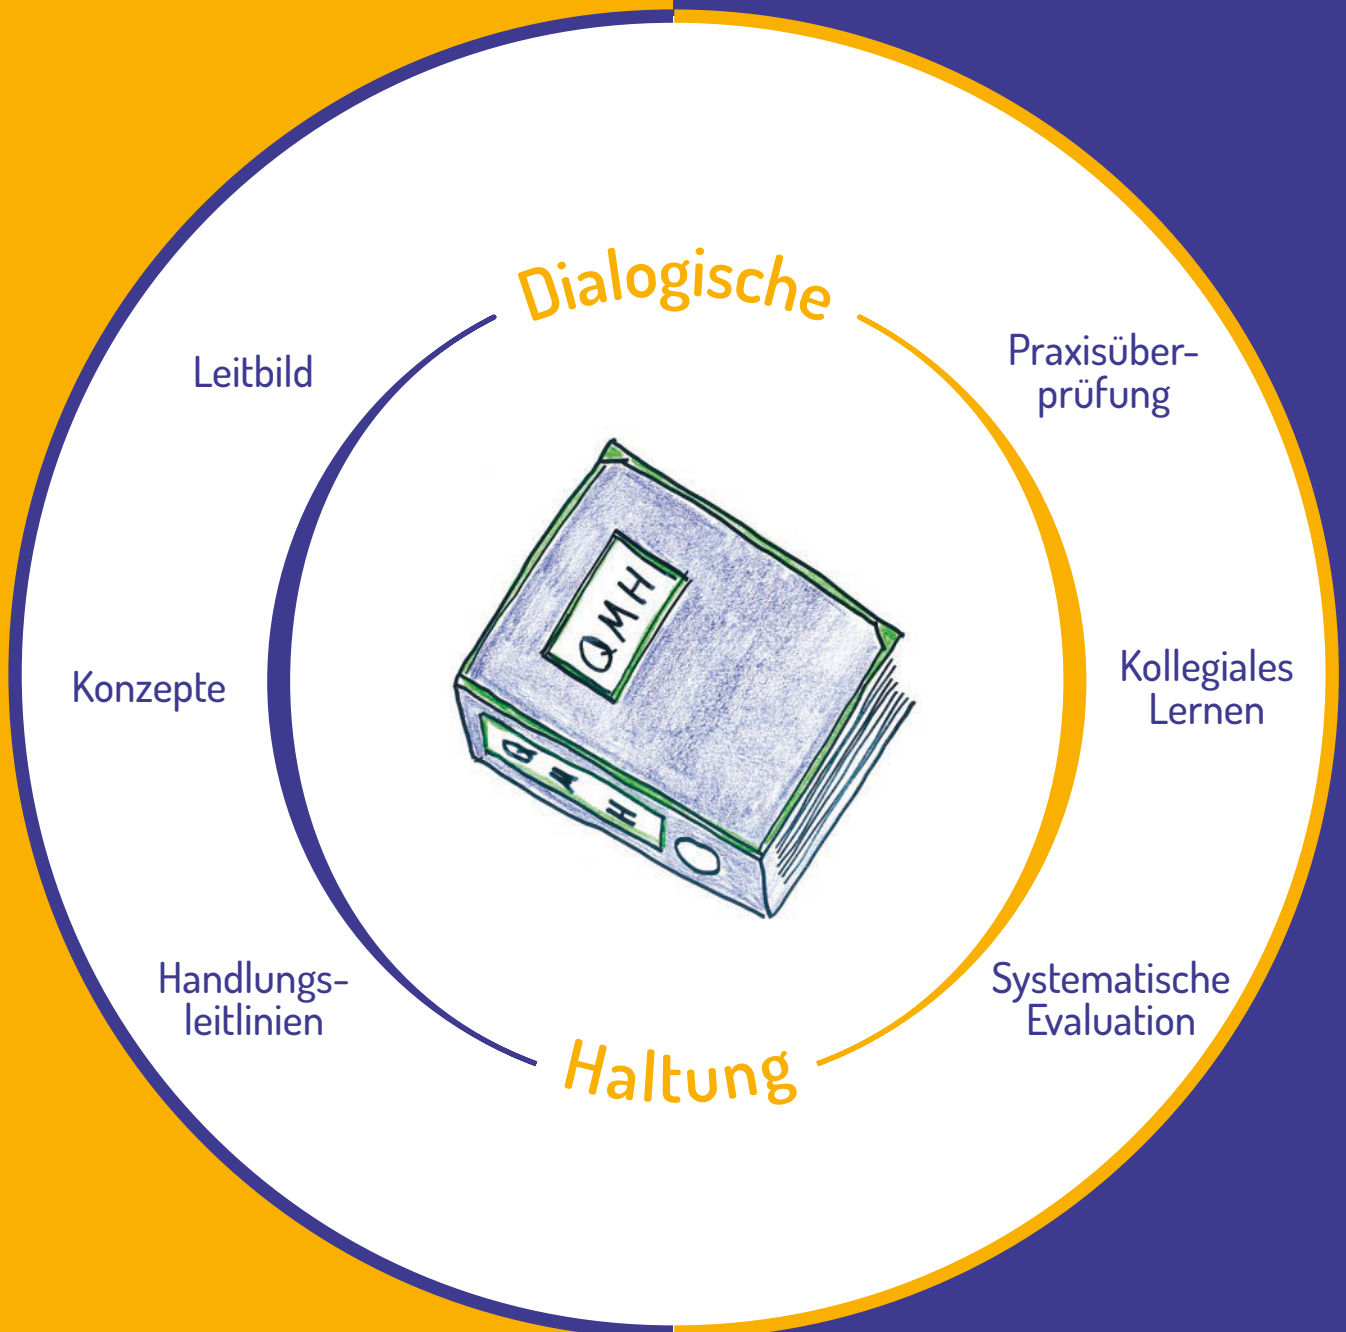 Dialogische
Leitbild
Praxisüber-
prüfung
QMH
Konzepte
Kollegiales
Lernen
QMH
Handlungs-
leitlinien
Systematische
Evaluation
Haltung